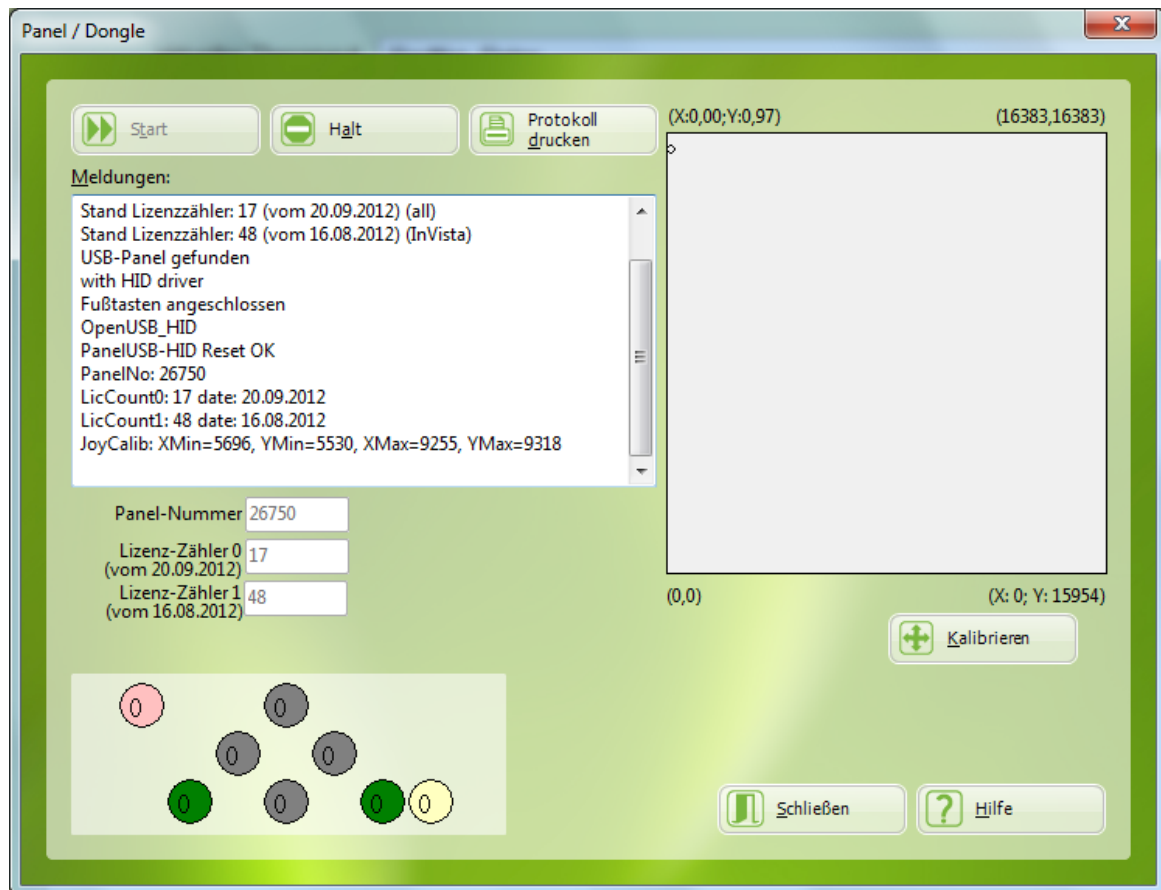 Panel / Dongle
Start
Halt
Protokoll
drucken
(X:0,00;Y:0,97)
(16383,16383)
Meldungen:
Stand Lizenzzähler: 17 (vom 20.09.2012) (all)
Stand Lizenzzähler: 48 (vom 16.08.2012) (InVista)
USB-Panel gefunden
with HID driver
Fußtasten angeschlossen
OpenUSB_HID
PanelUSB-HID Reset OK
PanelNo: 26750
LicCount0: 17 date: 20.09.2012
LicCount1: 48 date: 16.08.2012
JoyCalib: XMin=5696, YMin=5530, XMax=9255, YMax=9318
Panel-Nummer 26750
Lizenz-Zähler 0 17
(vom 20.09.2012)
Lizenz-Zähler 1 48
(vom 16.08.2012)
(0,0)
(X: 0; Y: 15954)
Kalibrieren
0 0
0 0
0 0 0 0
Schließen
? Hilfe